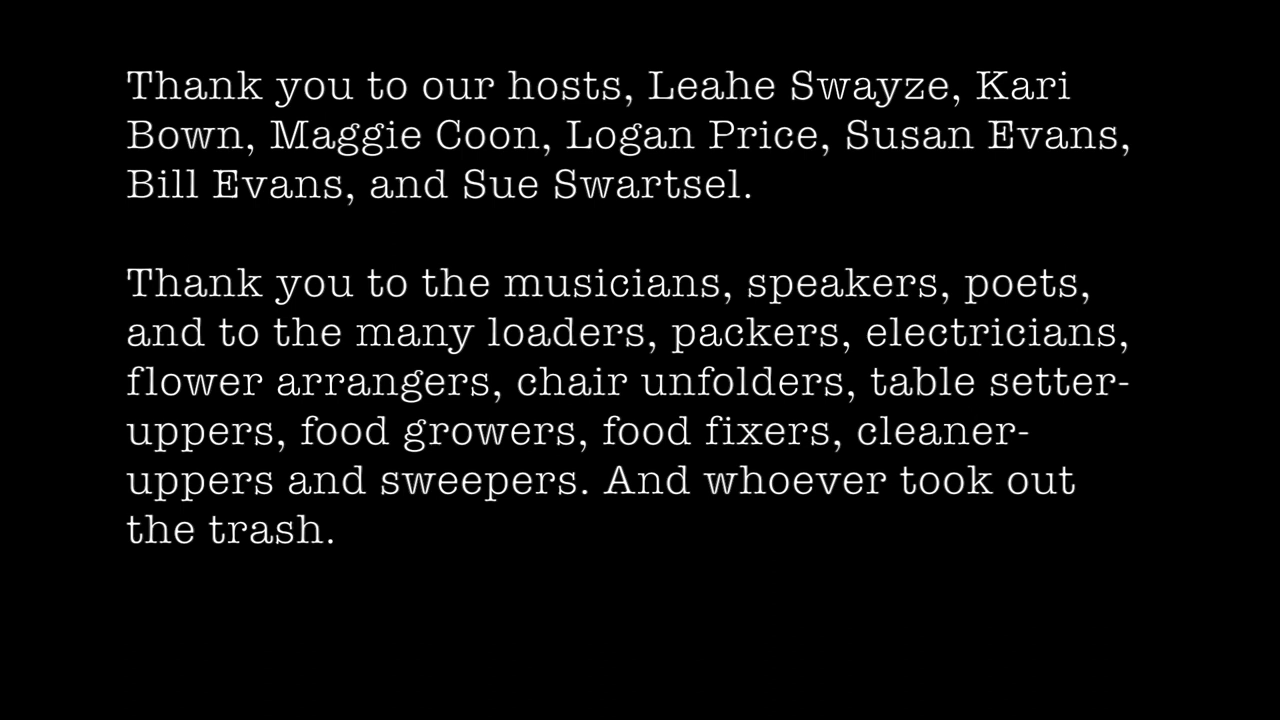 Thank you to our hosts, Leahe Swayze, Kari
Bown, Maggie Coon, Logan Price, Susan Evans,
Bill Evans, and Sue Swartsel.
Thank you to the musicians, speakers, poets,
and to the many loaders, packers, electricians,
flower arrangers, chair unfolders, table setter-
uppers, food growers, food fixers, cleaner-
uppers and sweepers. And whoever took out
the trash.